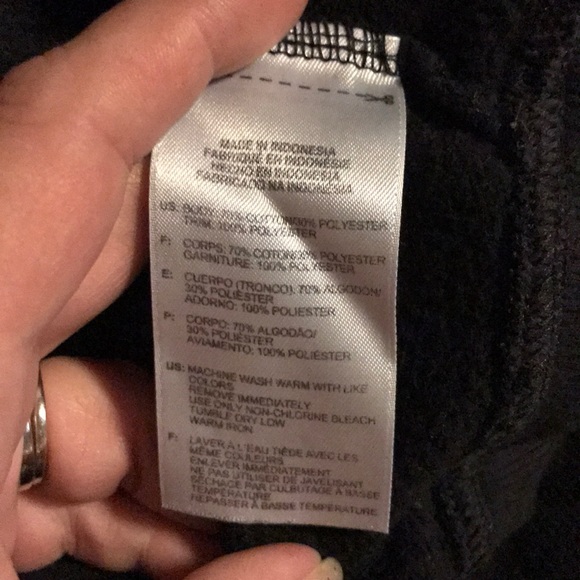 MADE IN INDONESIA
FABRIQUÉ EN INDONESIE
HECHO EN INDONESIA
FABRICADO NA INDONESIA
US: BODY: 70% COTTON/30% POLYESTER
TRIM: 100% POLYESTER
F: CORPS: 70% COTON/30% POLYESTER
GARNITURE: 100% POLYESTER
E: CUERPO (TRONCO): 70% ALGODON/
30% POLIÉSTER
ADORNO: 100% POLIESTER
P: CORPO: 70% ALGODÃO/
30% POLIÉSTER
AVIAMENTO: 100% POLIÉSTER
US: MACHINE WASH WARM WITH LIKE
COLORS
REMOVE IMMEDIATELY
USE ONLY NON-CHLORINE BLEACH
TUMBLE DRY LOW
WARM IRON
F: LAVER À L'EAU TIÈDE AVEC LES
MÊME COULEURS
ENLEVER IMMÉDIATEMENT
NE PAS UTILISER DE JAVELISANT
SÉCHAGE PAR CULBUTAGE À BASSE
TEMPÉRATURE
REPASSER À BASSE TEMPÉRATURE